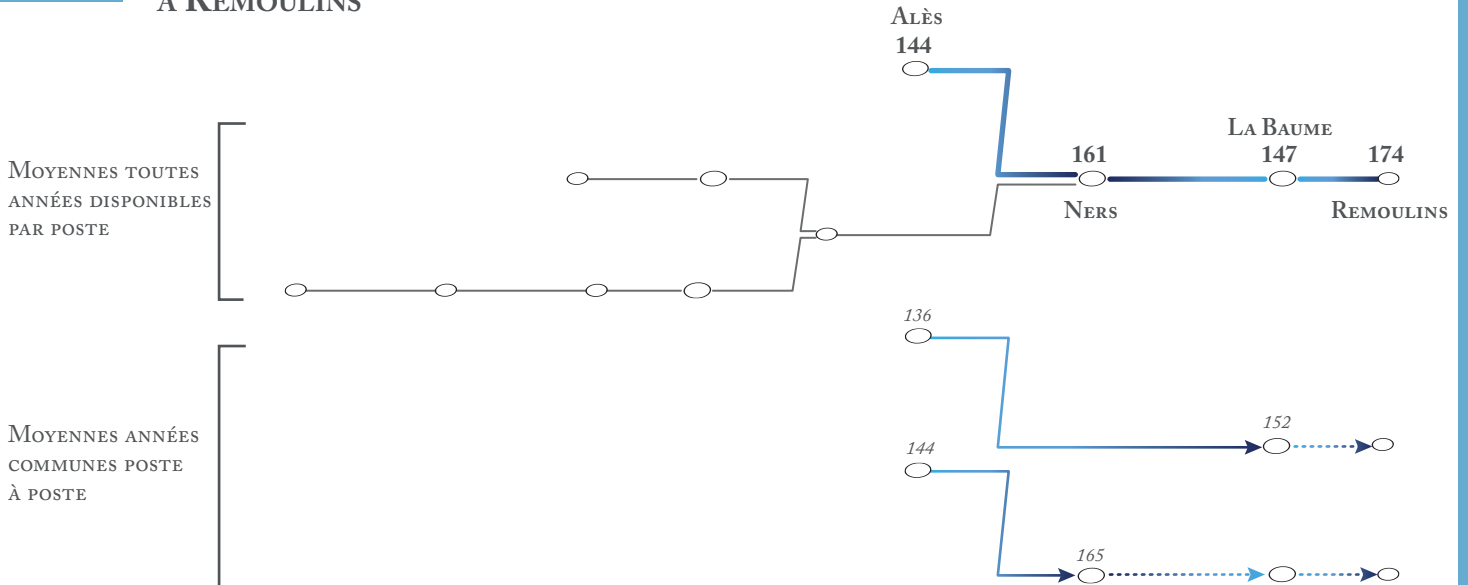 à Remoulins
Alès
144
La Baume
161
147
174
Ners
Remoulins
Moyennes toutes
années disponibles
par poste
136
152
144
165
Moyennes années
communes poste
à poste